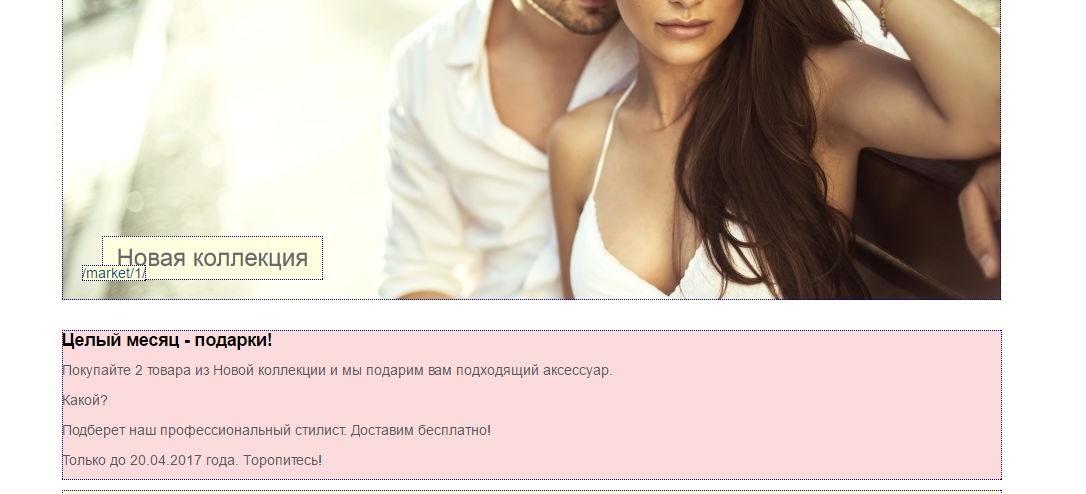 Новая коллекция
/market/1/
Целый месяц - подарки!
Покупайте 2 товара из Новой коллекции и мы подарим вам подходящий аксессуар.
Какой?
Подберет наш профессиональный стилист. Доставим бесплатно!
Только до 20.04.2017 года. Торопитесь!